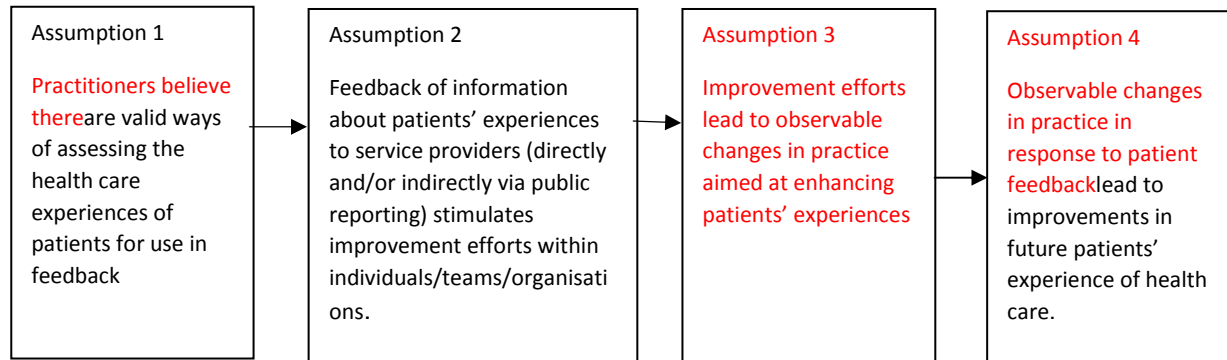 Assumption 1
Practitioners believe
thereare valid ways
of assessing the
health care
experiences of
patients for use in
feedback
Assumption 2
Feedback of information
about patients’ experiences
to service providers (directly
and/or indirectly via public
reporting) stimulates
improvement efforts within
individuals/teams/organisati
ons.
Assumption 3
Improvement efforts
lead to observable
changes in practice
aimed at enhancing
patients’ experiences
Assumption 4
Observable changes
in practice in
response to patient
feedbacklead to
improvements in
future patients’
experience of health
care.